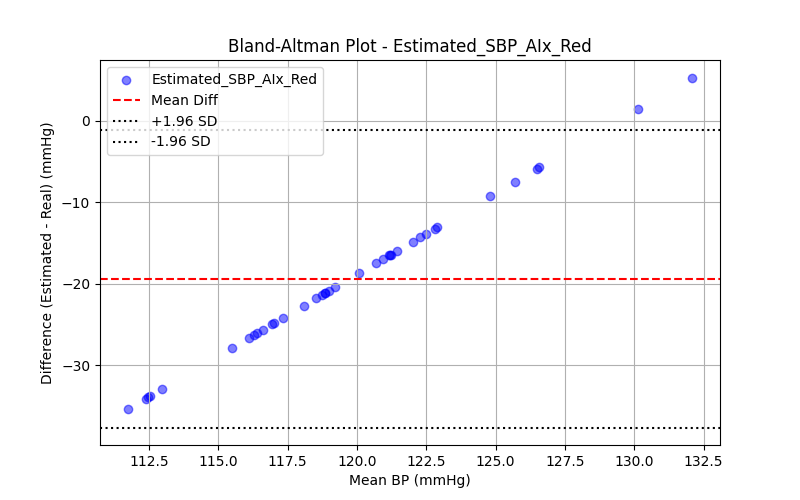 Bland-Altman Plot - Estimated_SBP_AIx_Red
Estimated_SBP_AIx_Red
Mean Diff
+1.96 SD
-1.96 SD
Difference (Estimated - Real) (mmHg)
0
−10
−20
−30
112.5 115.0 117.5 120.0 122.5 125.0 127.5 130.0 132.5
Mean BP (mmHg)